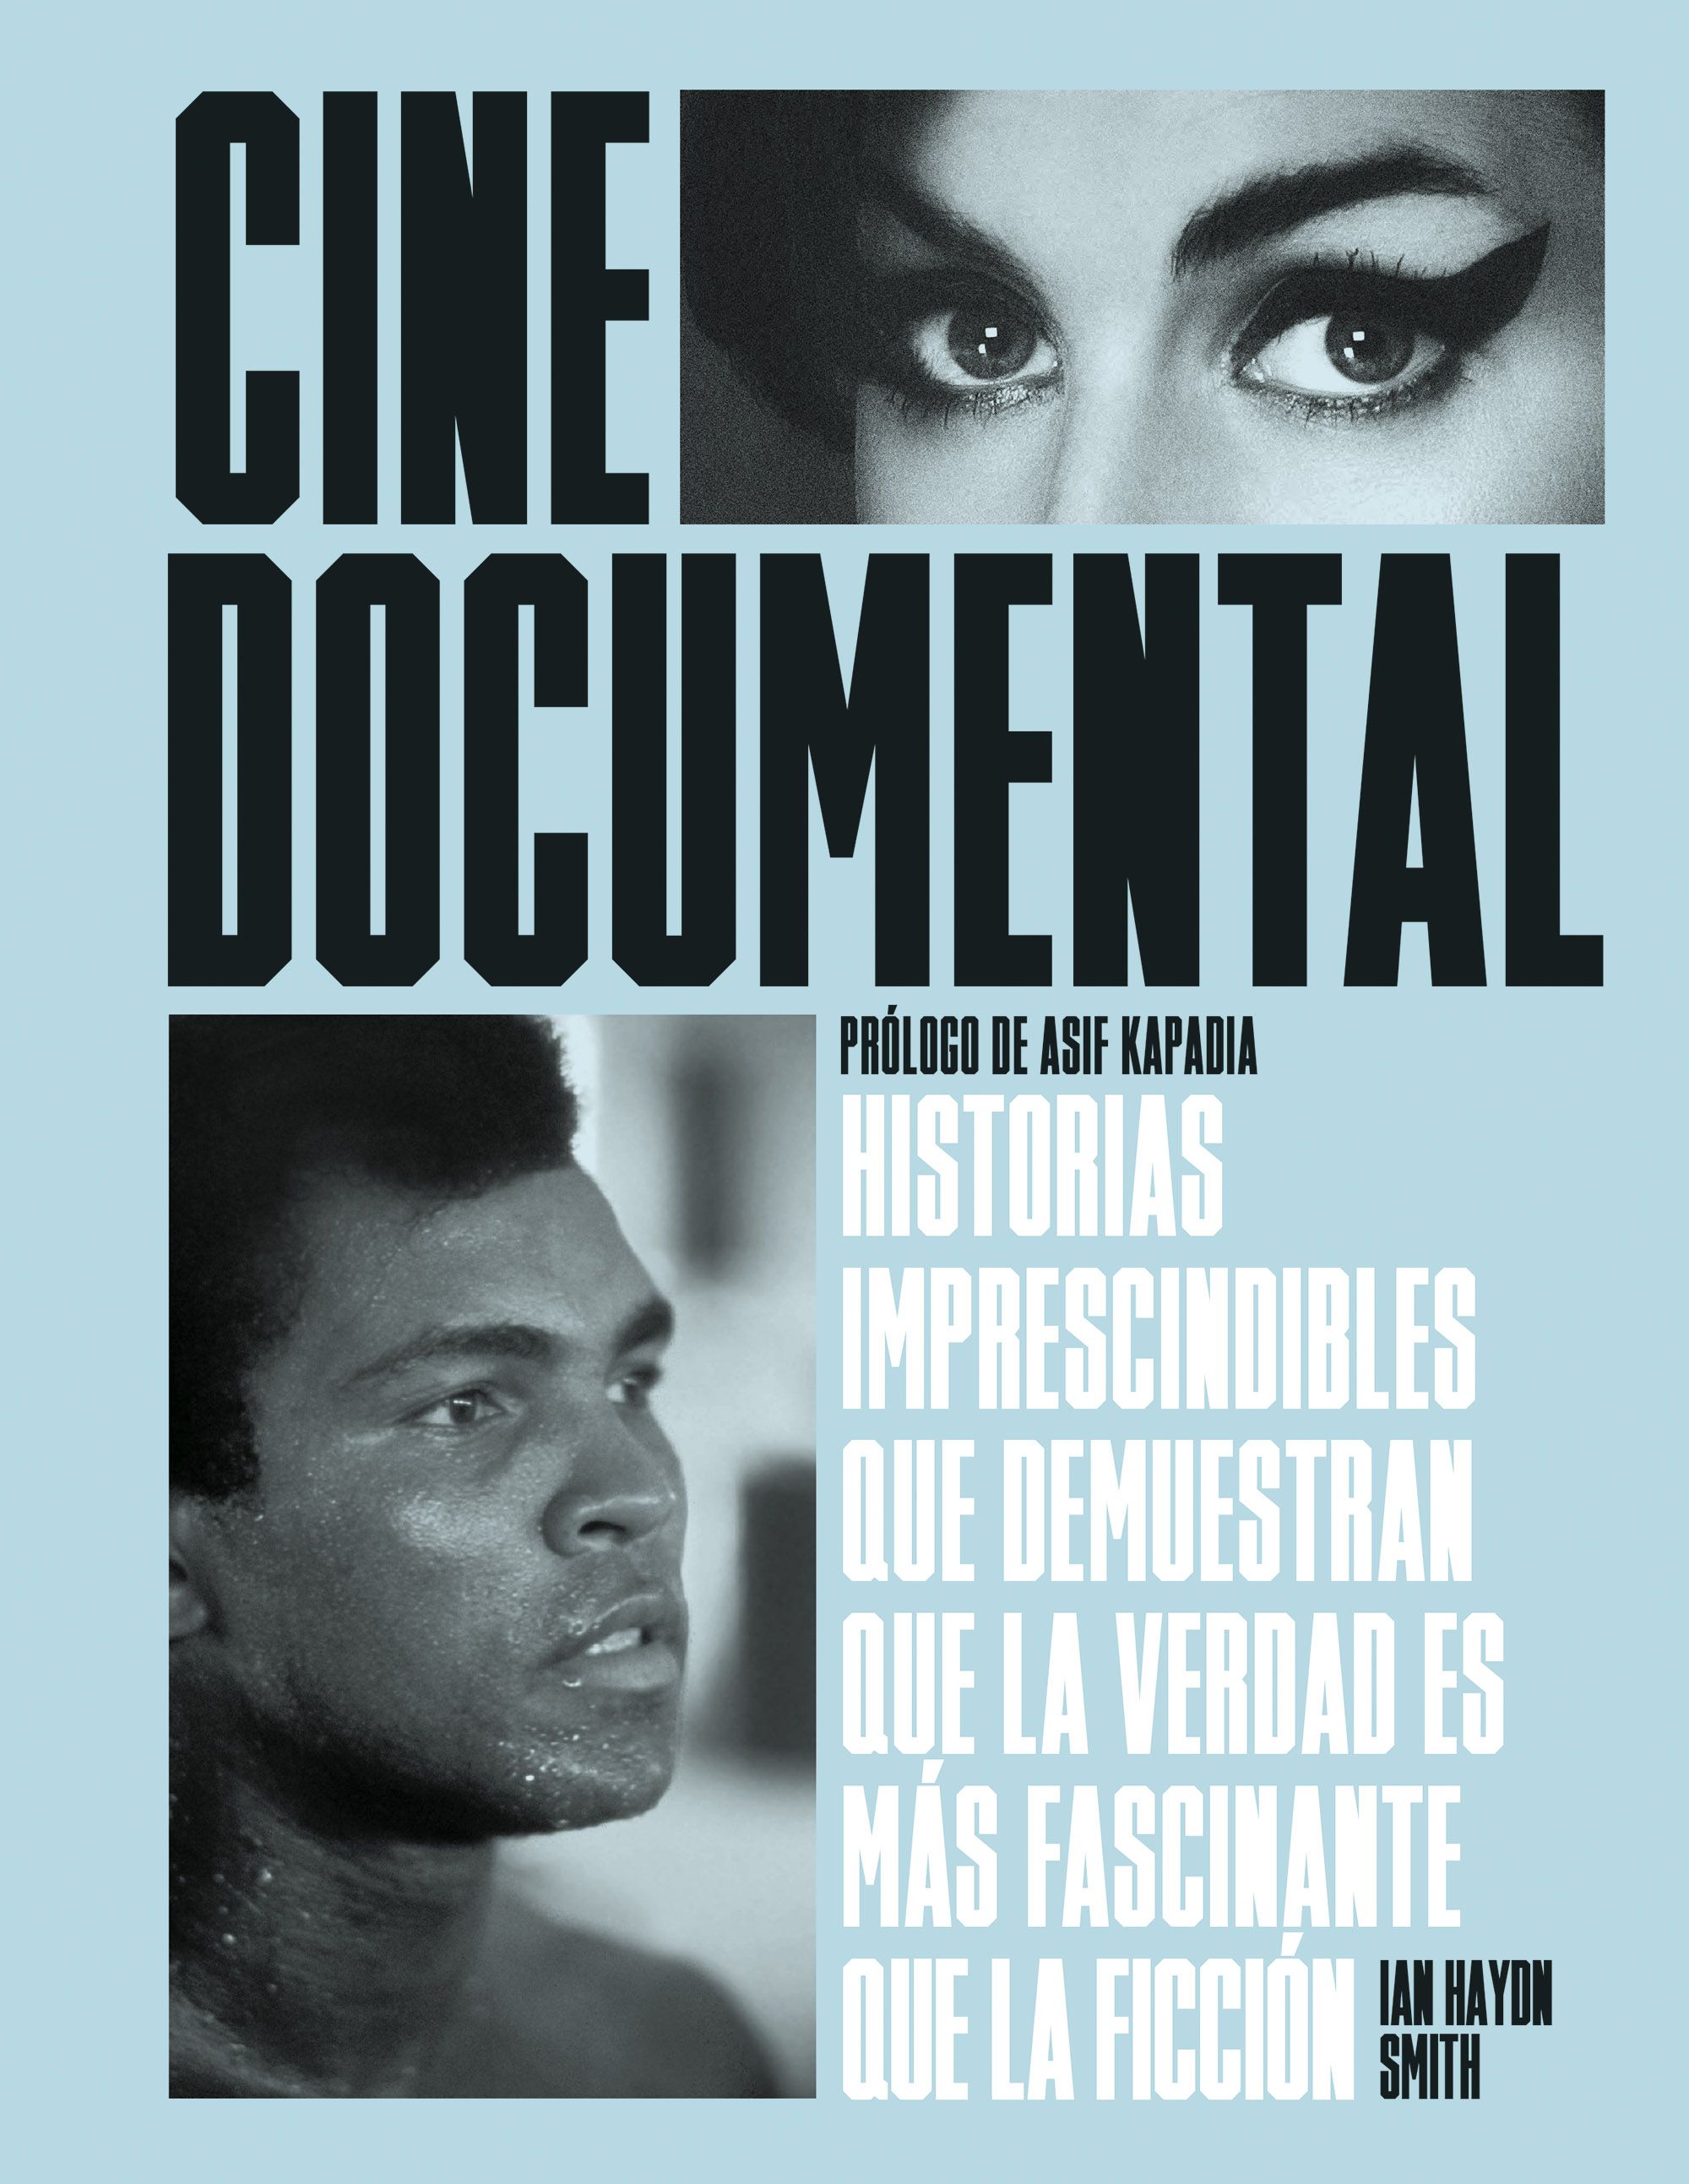 CINE
DOCUMENTAL
PRÓLOGO DE ASIF KAPADIA
HISTORIAS
IMPRESCINDIBLES
QUE DEMUESTRAN
QUE LA VERDAD ES
MÁS FASCINANTE
QUE LA FICCIÓN
IAN HAYDN
SMITH